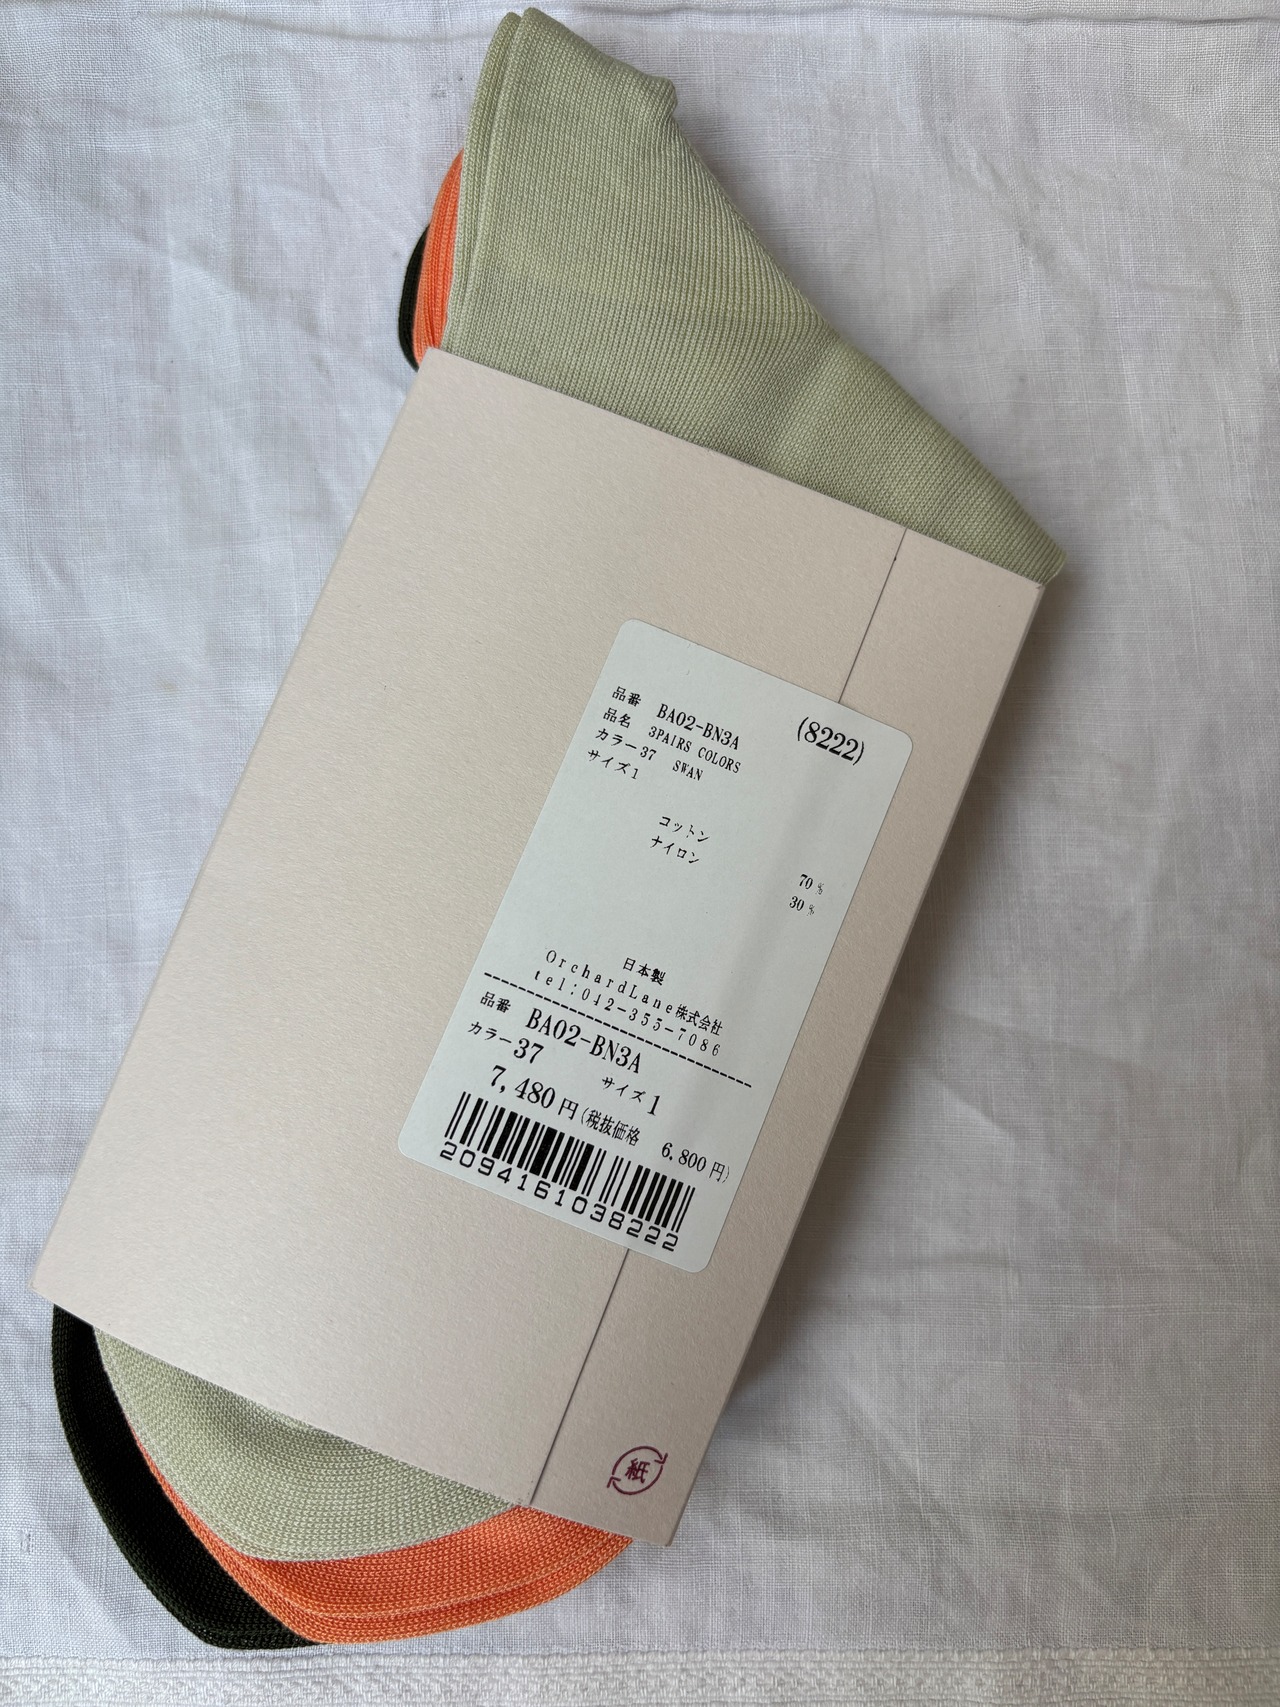 品番 BA02-BN3A (8222)
品名 3PAIRS COLORS
カラー37 SWAN
サイズ1
コットン 70%
ナイロン 30%
日本製
OrchardLane株式会社
tel:042-355-7086
品番 BA02-BN3A
カラー37 サイズ1
7,480円(税抜価格 6,800円)
2094161038222
紙